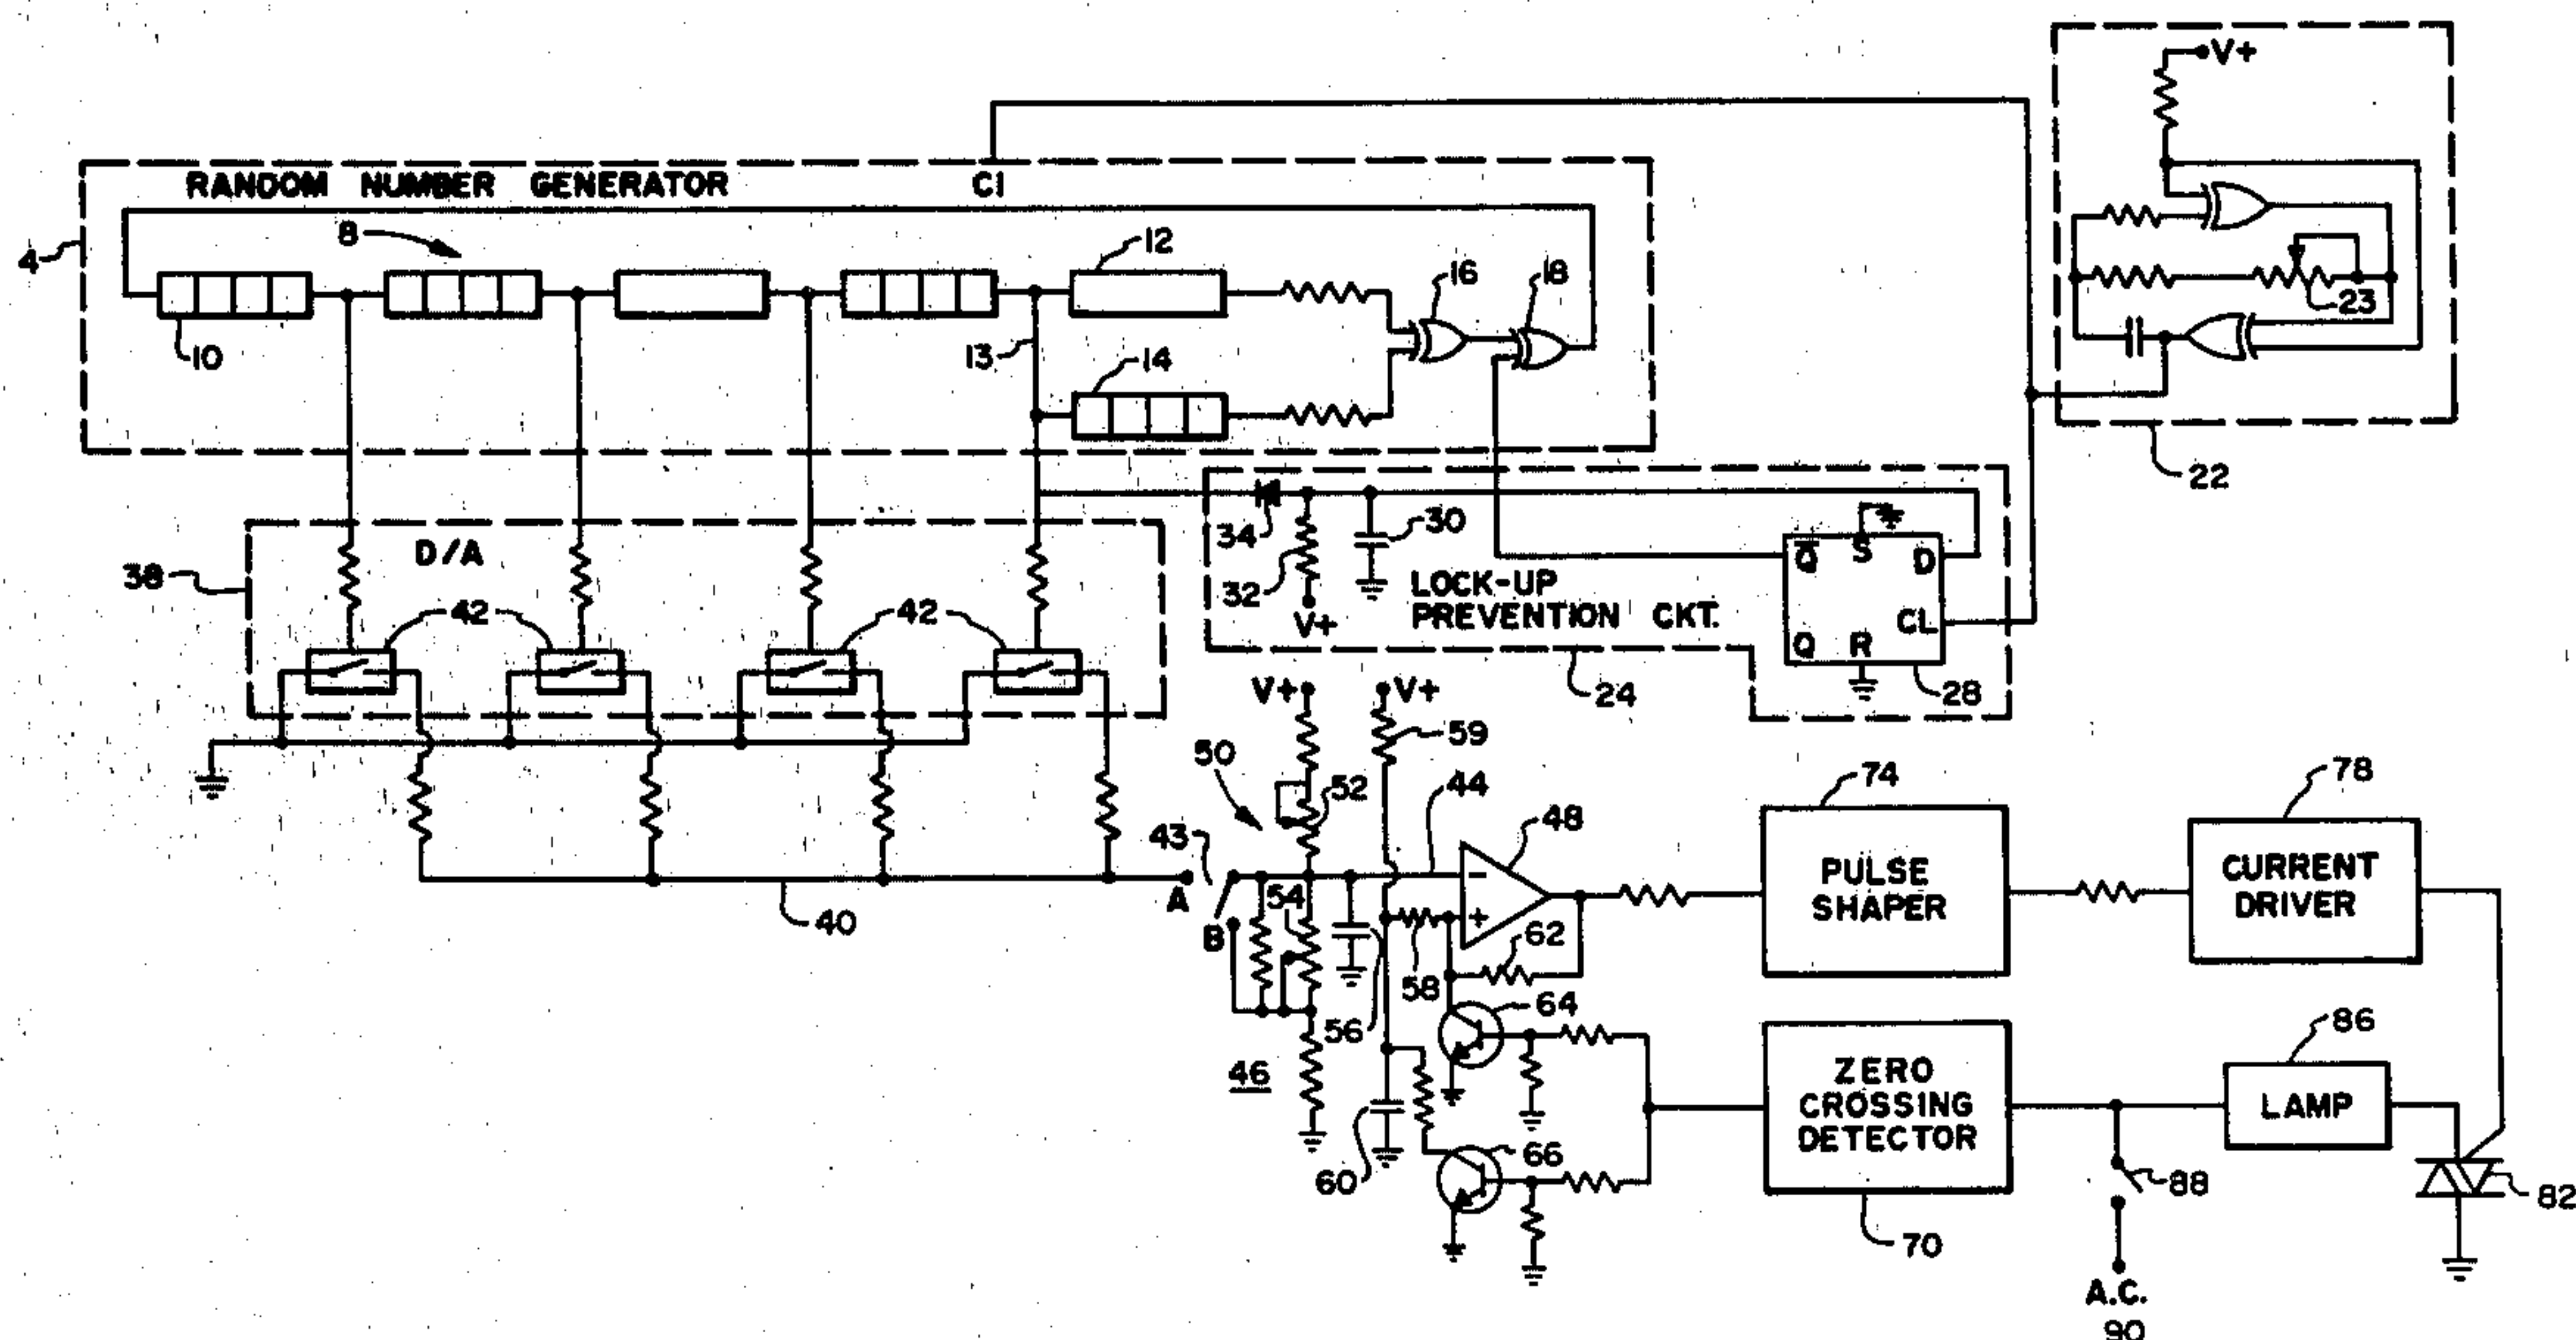 V+
RANDOM NUMBER GENERATOR C1
4
8
12
16
18
23
10
13
14
22
34
30
32
V+
LOCK-UP
PREVENTION CKT.
Q̅ S D
CL
Q R
28
24
D/A
38
42
42
V+
V+
59
50
52
44
48
43
A
54
B
40
58
62
56
64
46
60
66
74
PULSE
SHAPER
78
CURRENT
DRIVER
ZERO
CROSSING
DETECTOR
70
86
LAMP
88
82
A.C.
90